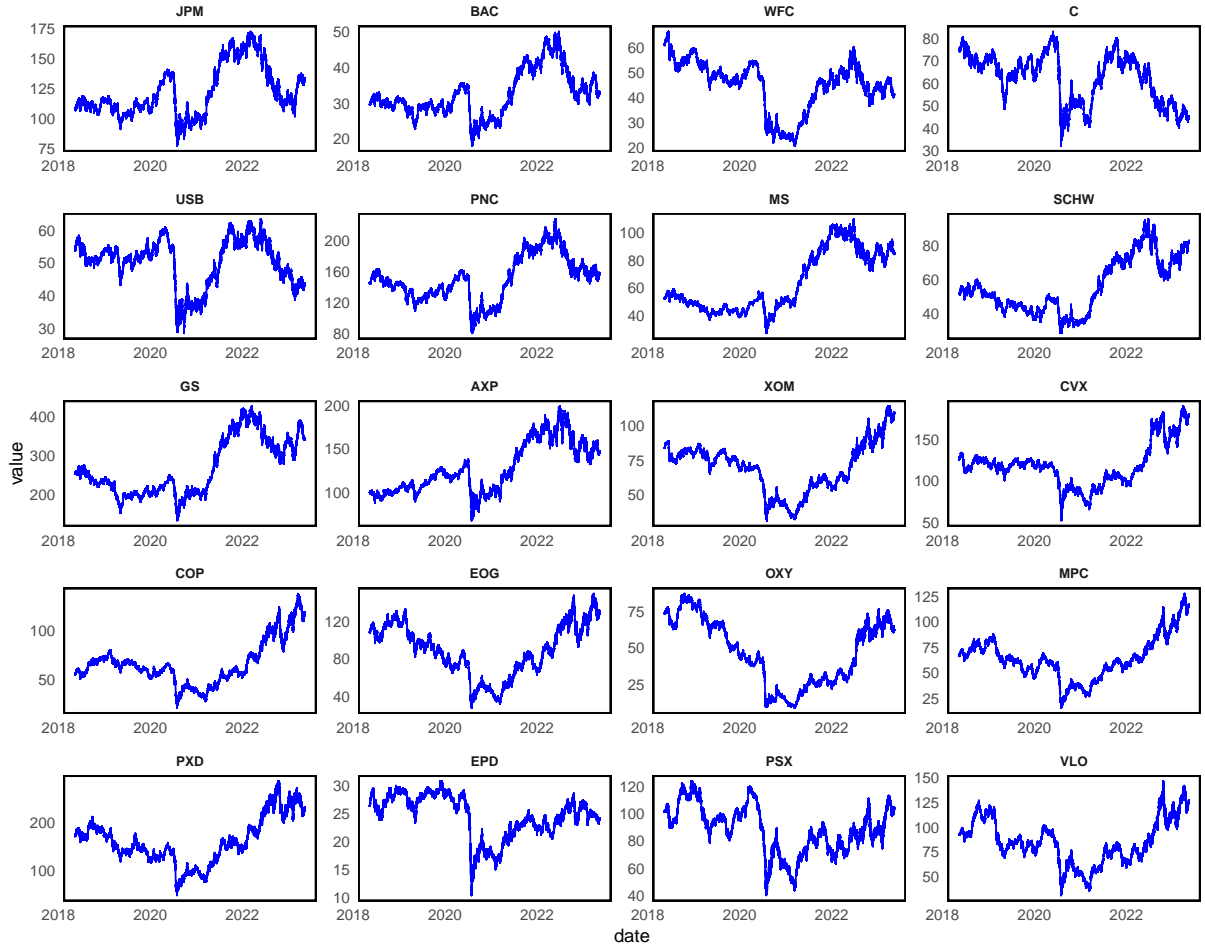 JPM BAC WFC C
175 150 125 100 75
50 40 30 20
60 50 40 30 20
80 70 60 50 40 30
2018 2020 2022 2018 2020 2022 2018 2020 2022 2018 2020 2022
USB PNC MS SCHW
60 50 40 30
200 160 120 80
100 80 60 40
80 60 40
2018 2020 2022 2018 2020 2022 2018 2020 2022 2018 2020 2022
GS AXP XOM CVX
400 300 200
200 150 100
100 75 50
150 100 50
2018 2020 2022 2018 2020 2022 2018 2020 2022 2018 2020 2022
value
COP EOG OXY MPC
100 50
120 80 40
75 50 25
125 100 75 50 25
2018 2020 2022 2018 2020 2022 2018 2020 2022 2018 2020 2022
PXD EPD PSX VLO
200 100
30 25 20 15 10
120 100 80 60 40
150 125 100 75 50
2018 2020 2022 2018 2020 2022 2018 2020 2022 2018 2020 2022
date